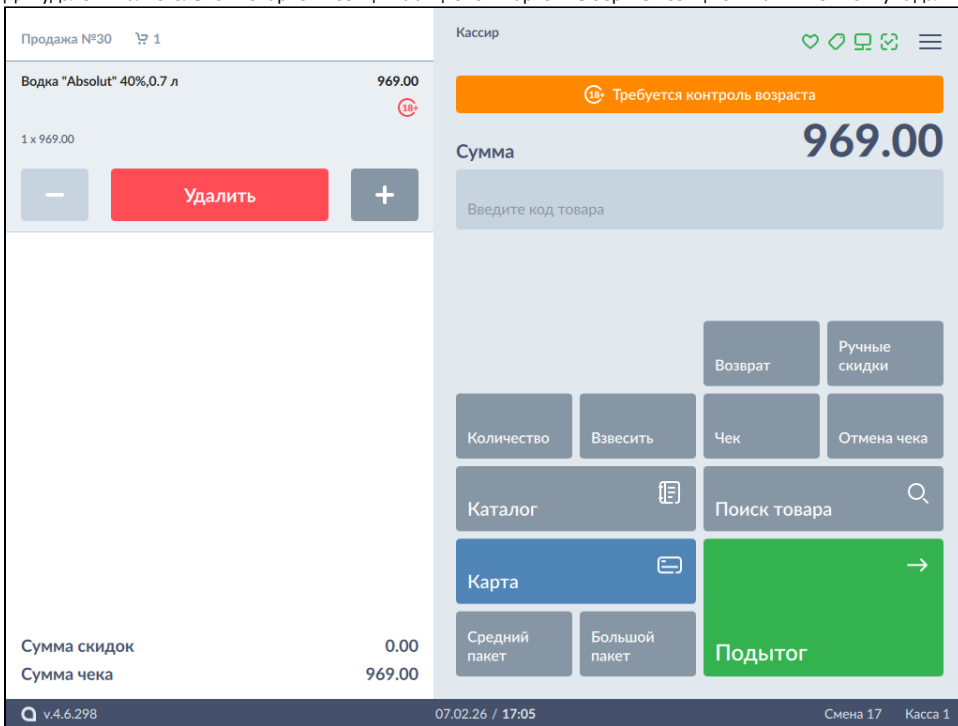 Продажа №30 1
Водка "Absolut" 40%,0.7 л 969.00
18+
1 x 969.00
− Удалить +
Сумма скидок 0.00
Сумма чека 969.00
Кассир
18+ Требуется контроль возраста
Сумма 969.00
Введите код товара
Возврат
Ручные
скидки
Количество
Взвесить
Чек
Отмена чека
Каталог
Поиск товара
Карта
Средний
пакет
Большой
пакет
Подытог
v.4.6.298 07.02.26 / 17:05 Смена 17 Касса 1